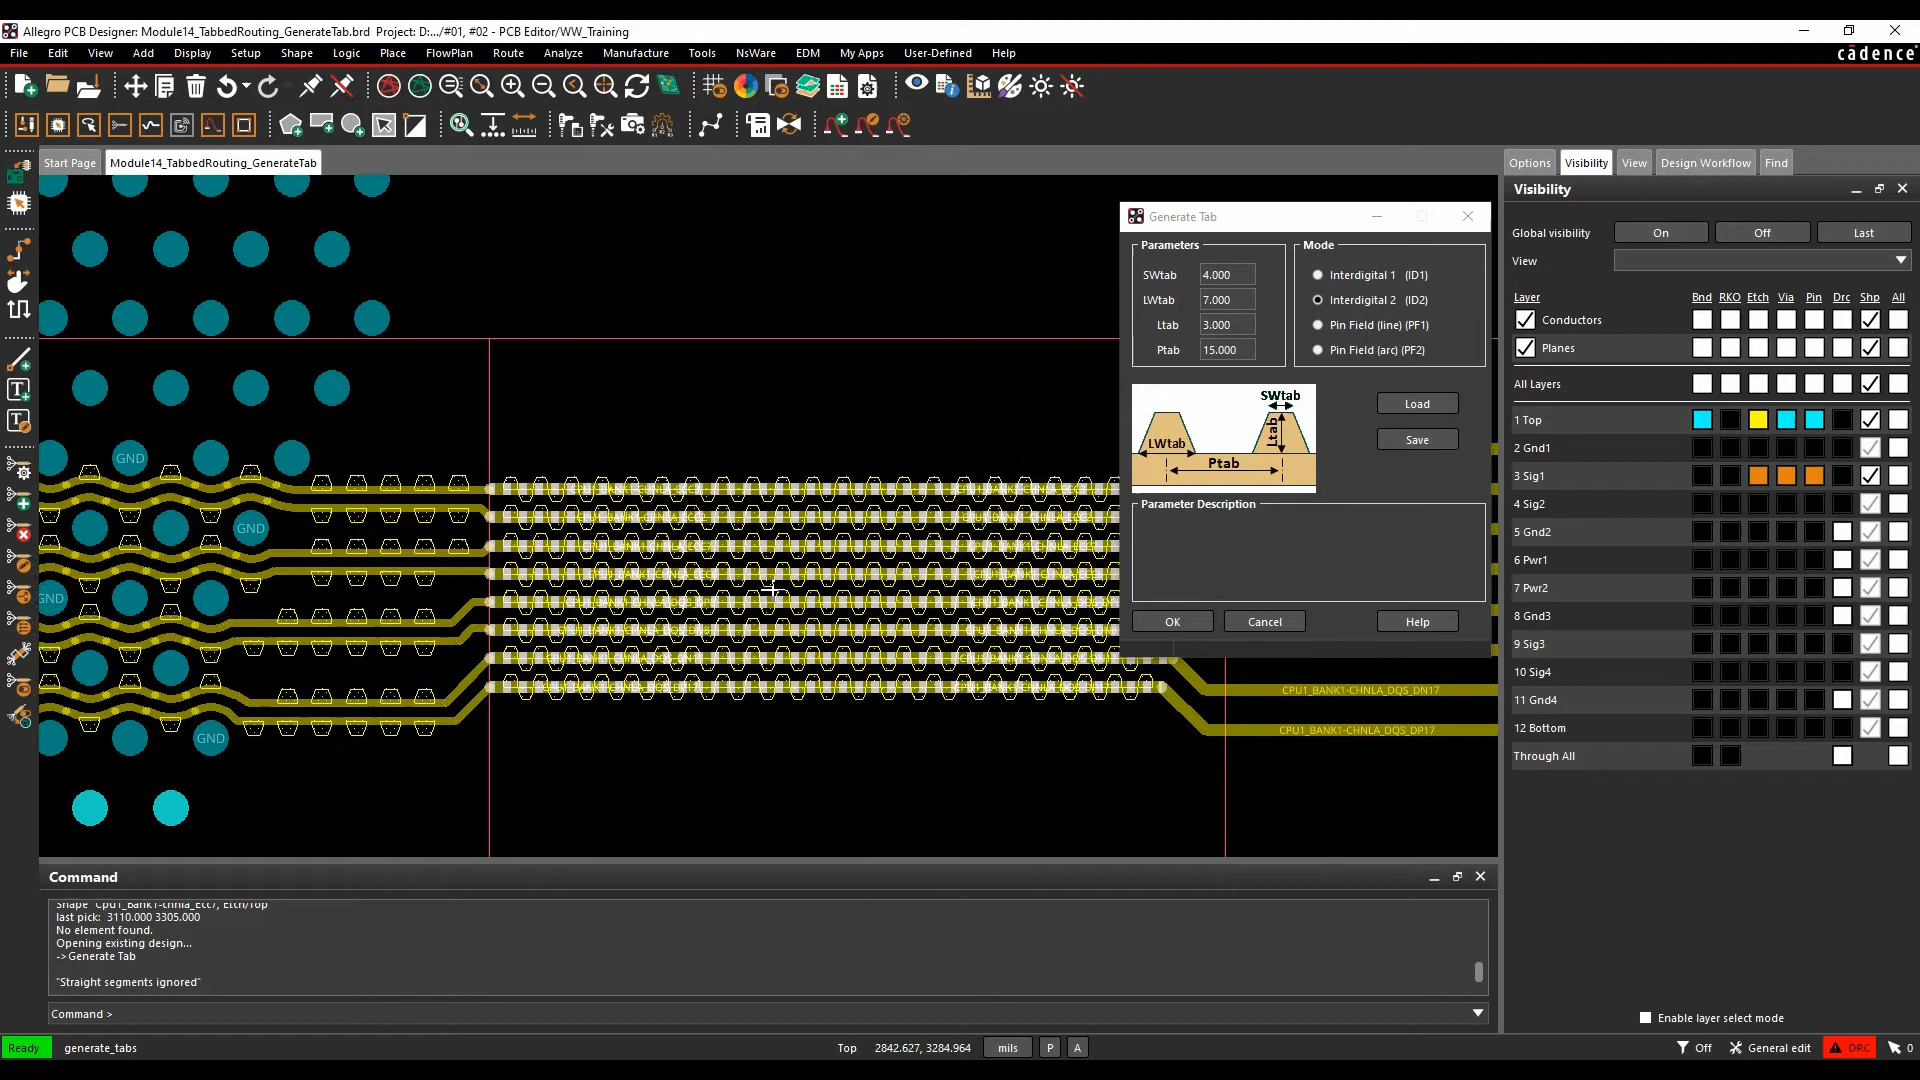 Allegro PCB Designer: Module14_TabbedRouting_GenerateTab.brd  Project: D:.../#01, #02 - PCB Editor/WW_Training
File Edit View Add Display Setup Shape Logic Place FlowPlan Route Analyze Manufacture Tools NsWare EDM My Apps User-Defined Help
cādence
Start Page
Module14_TabbedRouting_GenerateTab
Options Visibility View Design Workflow Find
Visibility
Generate Tab
Parameters
SWtab 4.000
LWtab 7.000
Ltab 3.000
Ptab 15.000
Mode
Interdigital 1 (ID1)
Interdigital 2 (ID2)
Pin Field (line) (PF1)
Pin Field (arc) (PF2)
SWtab
LWtab
Ltab
Ptab
Load
Save
Parameter Description
OK Cancel Help
Global visibility On Off Last
View
Layer Bnd RKO Etch Via Pin Drc Shp All
Conductors
Planes
All Layers
1 Top
2 Gnd1
3 Sig1
4 Sig2
5 Gnd2
6 Pwr1
7 Pwr2
8 Gnd3
9 Sig3
10 Sig4
11 Gnd4
12 Bottom
Through All
Enable layer select mode
GND
GND
GND
GND
CPU1_BANK1-CHNLA_DQS_DN17
CPU1_BANK1-CHNLA_DQS_DP17
Command
Shape "Cpu1_Bank1-chnla_Ecc7, Etch/Top
last pick:  3110.000 3305.000
No element found.
Opening existing design...
->Generate Tab
"Straight segments ignored"
Command >
Ready generate_tabs Top 2842.627, 3284.964 mils P A Off General edit DRC 0